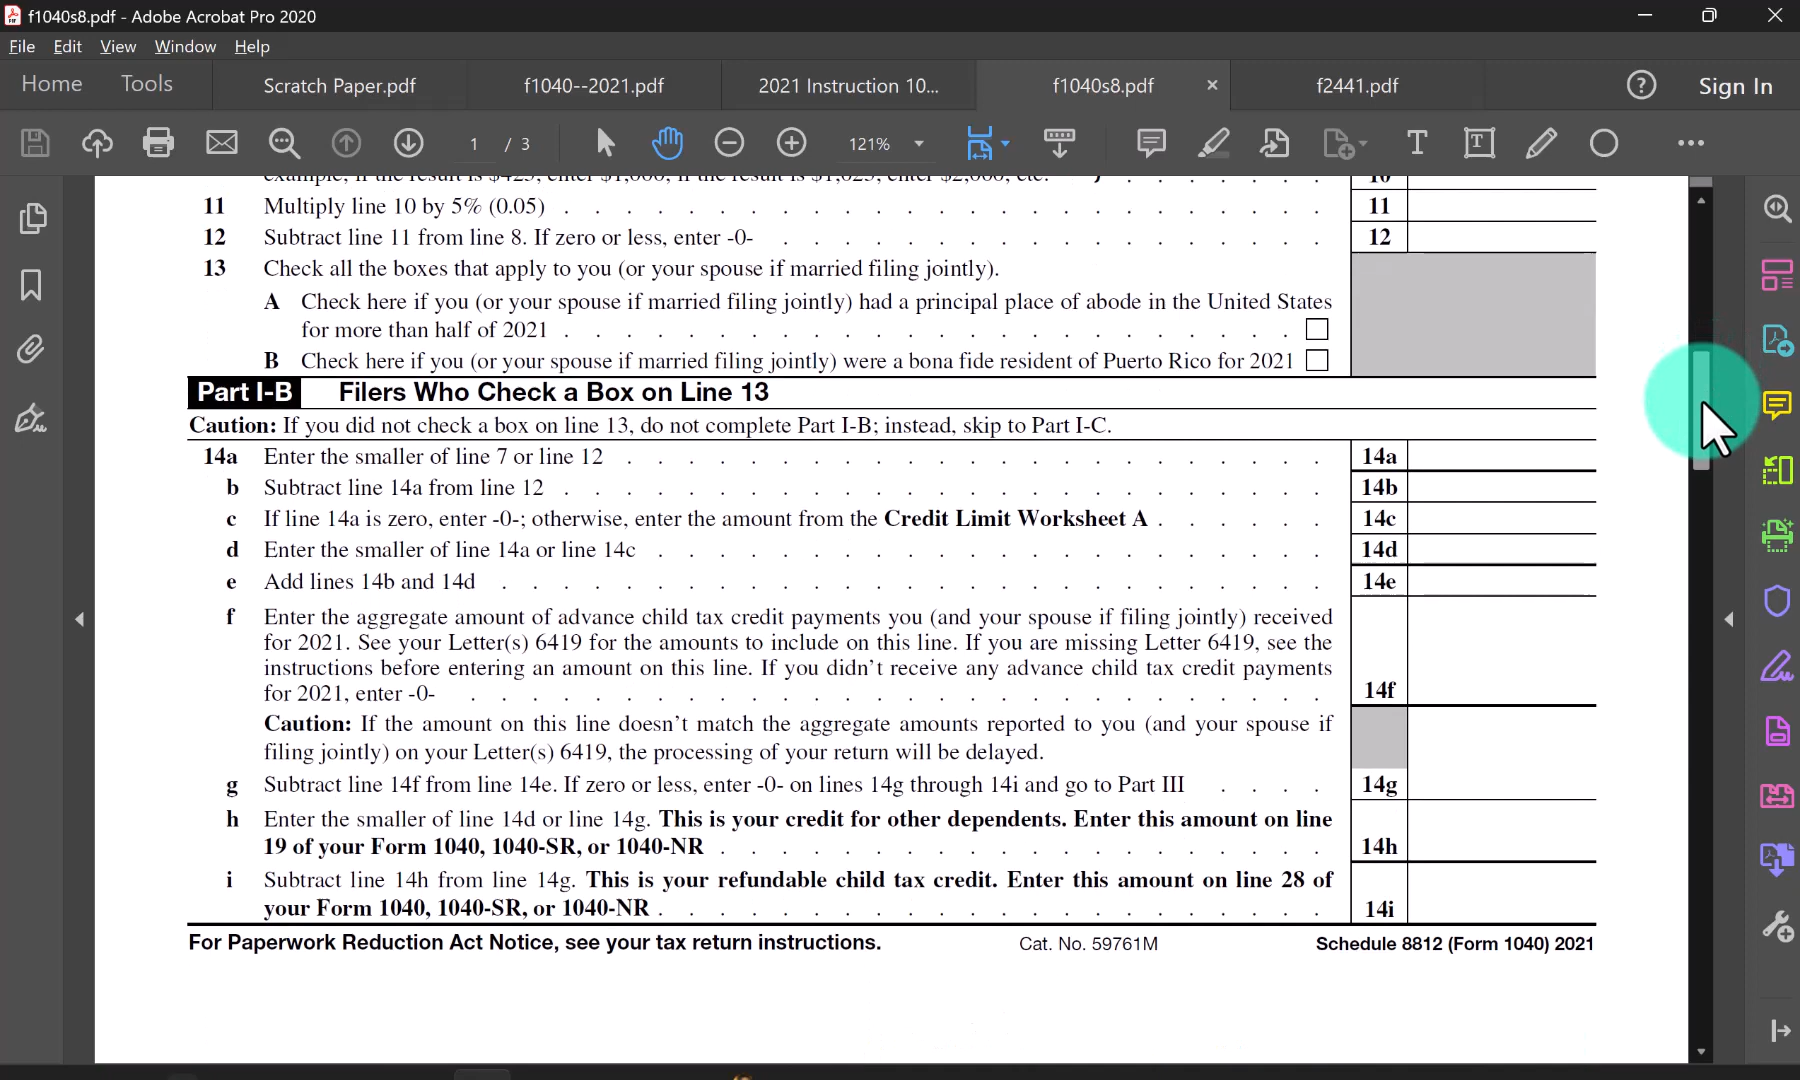 f1040s8.pdf - Adobe Acrobat Pro 2020
File Edit View Window Help
Home Tools Scratch Paper.pdf f1040--2021.pdf 2021 Instruction 10... f1040s8.pdf × f2441.pdf ? Sign In
1 / 3 121%
example, if the result is $425, enter $1,000; if the result is $1,025, enter $2,000, etc. 10
11 Multiply line 10 by 5% (0.05) . . . . . . . . . . . . . . . . . . . . . . . . . 11
12 Subtract line 11 from line 8. If zero or less, enter -0- . . . . . . . . . . . . . . . . . . 12
13 Check all the boxes that apply to you (or your spouse if married filing jointly).
A Check here if you (or your spouse if married filing jointly) had a principal place of abode in the United States
for more than half of 2021 . . . . . . . . . . . . . . . . . . . . . . . .
B Check here if you (or your spouse if married filing jointly) were a bona fide resident of Puerto Rico for 2021
Part I-B Filers Who Check a Box on Line 13
Caution: If you did not check a box on line 13, do not complete Part I-B; instead, skip to Part I-C.
14a Enter the smaller of line 7 or line 12 . . . . . . . . . . . . . . . . . . . . . . . 14a
b Subtract line 14a from line 12 . . . . . . . . . . . . . . . . . . . . . . . . . 14b
c If line 14a is zero, enter -0-; otherwise, enter the amount from the Credit Limit Worksheet A . . . . . . 14c
d Enter the smaller of line 14a or line 14c . . . . . . . . . . . . . . . . . . . . . . 14d
e Add lines 14b and 14d . . . . . . . . . . . . . . . . . . . . . . . . . . . 14e
f Enter the aggregate amount of advance child tax credit payments you (and your spouse if filing jointly) received
for 2021. See your Letter(s) 6419 for the amounts to include on this line. If you are missing Letter 6419, see the
instructions before entering an amount on this line. If you didn't receive any advance child tax credit payments
for 2021, enter -0- . . . . . . . . . . . . . . . . . . . . . . . . . . . . 14f
Caution: If the amount on this line doesn't match the aggregate amounts reported to you (and your spouse if
filing jointly) on your Letter(s) 6419, the processing of your return will be delayed.
g Subtract line 14f from line 14e. If zero or less, enter -0- on lines 14g through 14i and go to Part III . . . . 14g
h Enter the smaller of line 14d or line 14g. This is your credit for other dependents. Enter this amount on line
19 of your Form 1040, 1040-SR, or 1040-NR . . . . . . . . . . . . . . . . . . . . 14h
i Subtract line 14h from line 14g. This is your refundable child tax credit. Enter this amount on line 28 of
your Form 1040, 1040-SR, or 1040-NR . . . . . . . . . . . . . . . . . . . . . . 14i
For Paperwork Reduction Act Notice, see your tax return instructions. Cat. No. 59761M Schedule 8812 (Form 1040) 2021